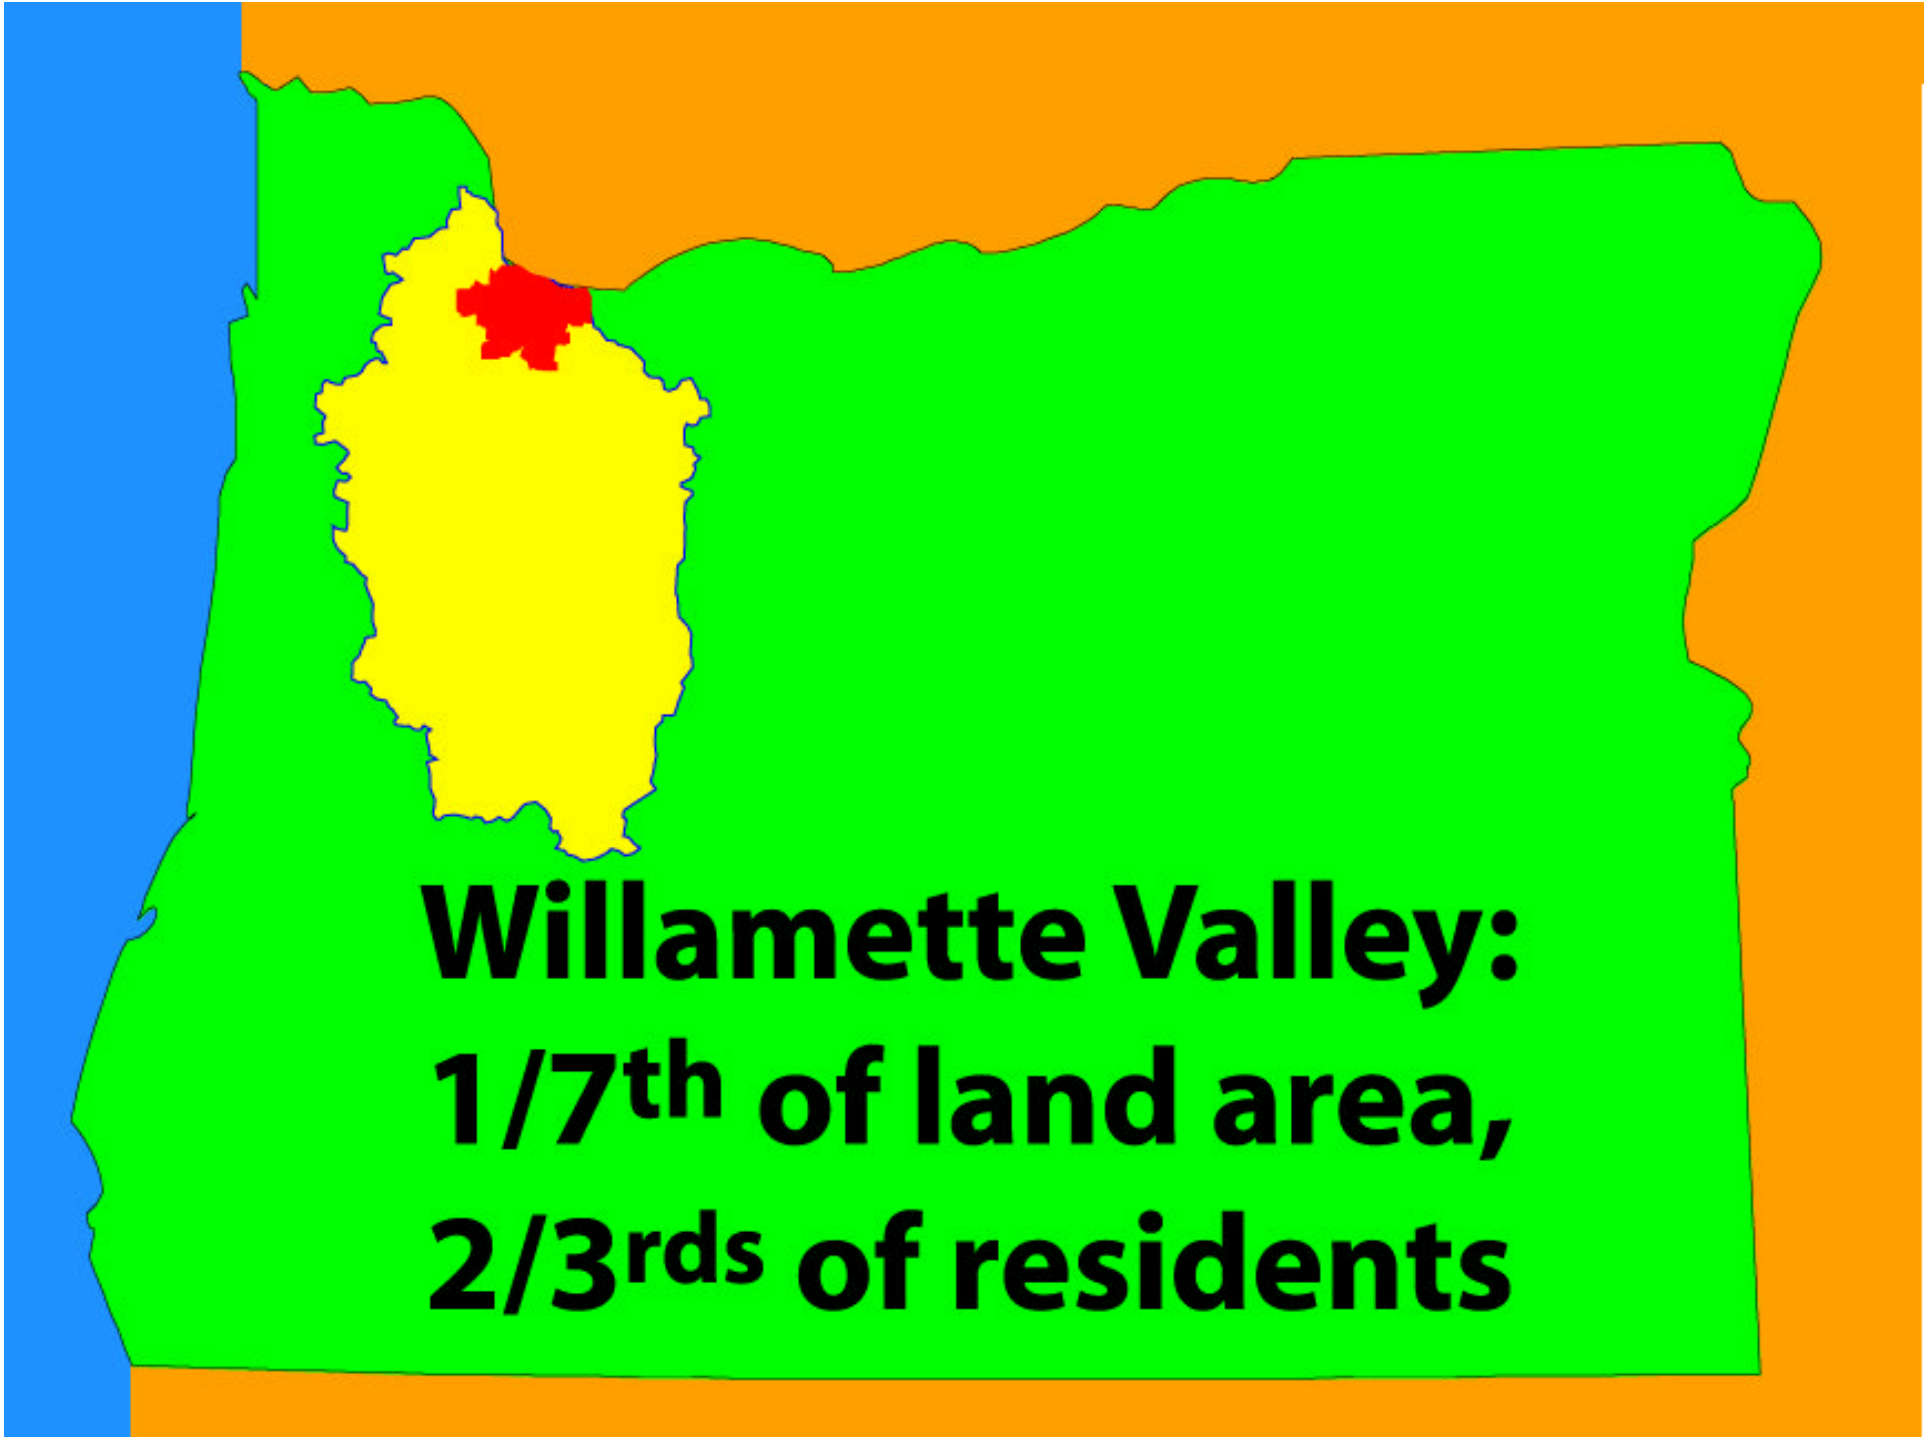 Willamette Valley:
1/7th of land area,
2/3rds of residents